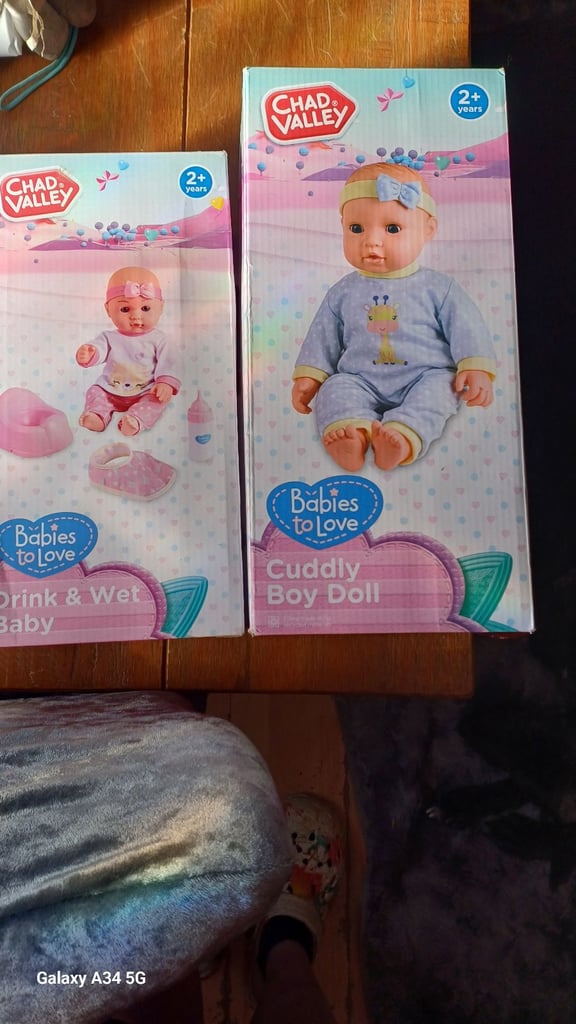 CHAD
VALLEY
2+
years
Babies
to Love
Drink & Wet
Baby
CHAD®
VALLEY
2+
years
Babies
to Love
Cuddly
Boy Doll
Galaxy A34 5G